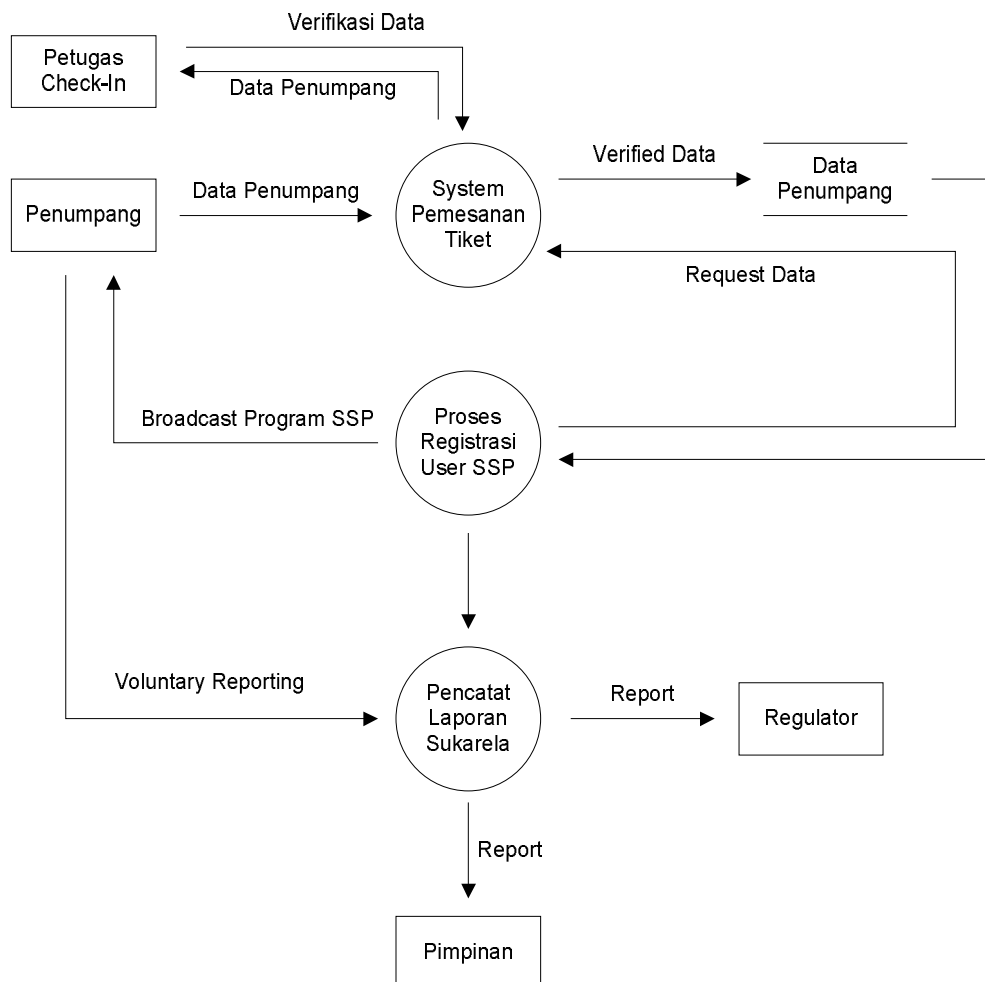 Verifikasi Data
Petugas
Check-In
Data Penumpang
Verified Data
Data
Penumpang
System
Pemesanan
Tiket
Penumpang
Data Penumpang
Request Data
Broadcast Program SSP
Proses
Registrasi
User SSP
Voluntary Reporting
Pencatat
Laporan
Sukarela
Report
Regulator
Report
Pimpinan